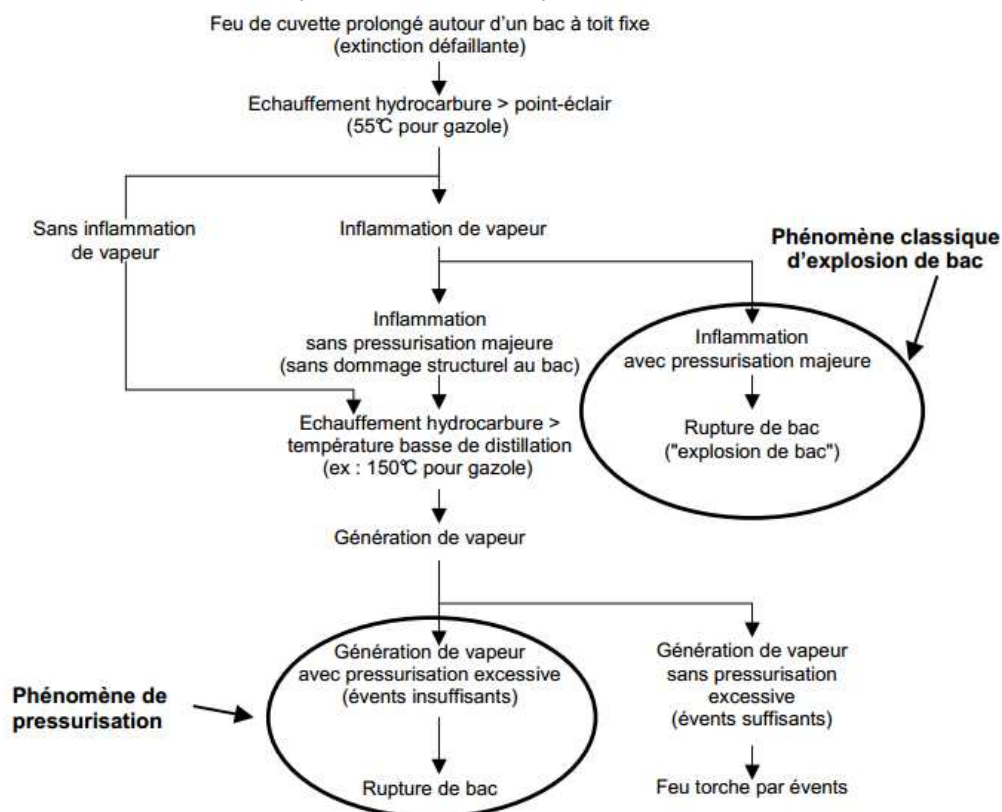 Feu de cuvette prolongé autour d'un bac à toit fixe
(extinction défaillante)
Echauffement hydrocarbure > point-éclair
(55℃ pour gazole)
Sans inflammation
de vapeur
Inflammation de vapeur
Phénomène classique
d'explosion de bac
Inflammation
sans pressurisation majeure
(sans dommage structurel au bac)
Inflammation
avec pressurisation majeure
Rupture de bac
("explosion de bac")
Echauffement hydrocarbure >
température basse de distillation
(ex : 150℃ pour gazole)
Génération de vapeur
Génération de vapeur
avec pressurisation excessive
(évents insuffisants)
Génération de vapeur
sans pressurisation
excessive
(évents suffisants)
Phénomène de
pressurisation
Rupture de bac
Feu torche par évents